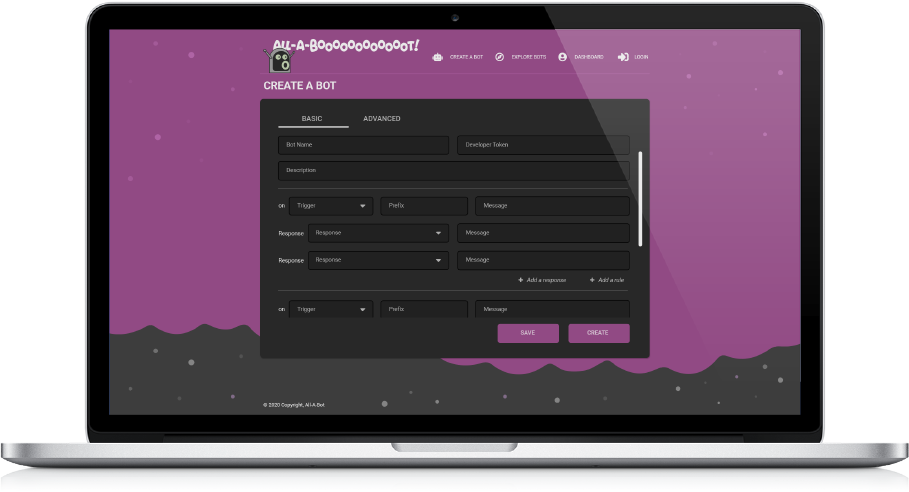 All-A-BOOOOOOOOOOOT!
CREATE A BOT
EXPLORE BOTS
DASHBOARD
LOGIN
CREATE A BOT
BASIC
ADVANCED
Bot Name
Developer Token
Description
on
Trigger
Prefix
Message
Response
Response
Message
Response
Response
Message
+ Add a response
+ Add a role
on
Trigger
Prefix
Message
SAVE
CREATE
© 2020 Copyright, All-A-Bot